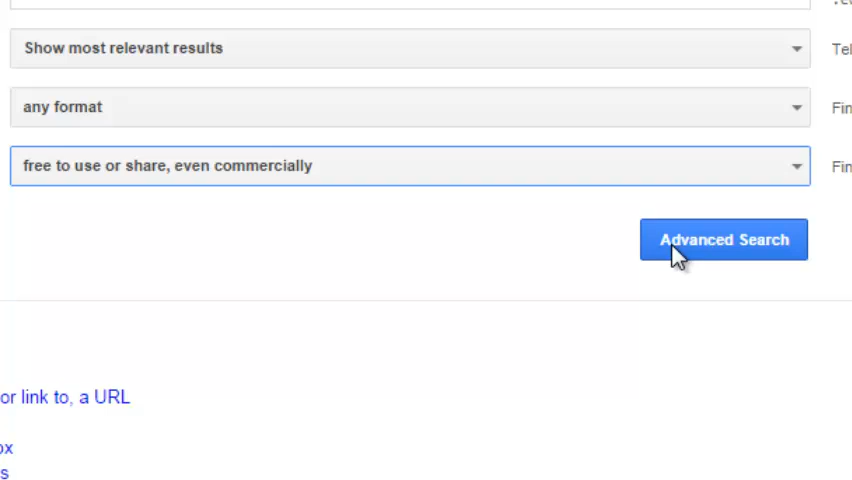 Show most relevant results
Tel
any format
Fin
free to use or share, even commercially
Fin
Advanced Search
or link to, a URL
ox
s